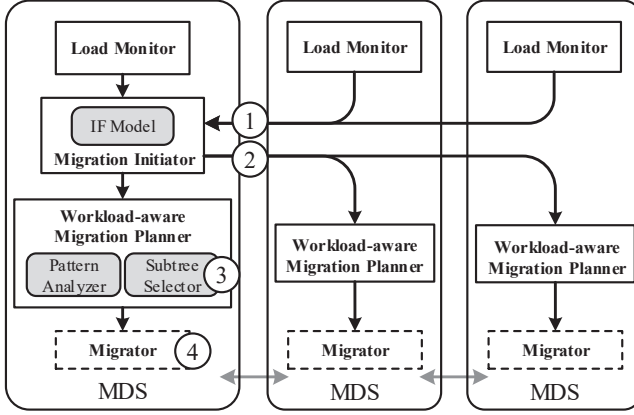 Load Monitor
Load Monitor
Load Monitor
IF Model
Migration Initiator
1
2
Workload-aware
Migration Planner
Pattern
Analyzer
Subtree
Selector
3
Workload-aware
Migration Planner
Workload-aware
Migration Planner
Migrator
4
Migrator
Migrator
MDS
MDS
MDS